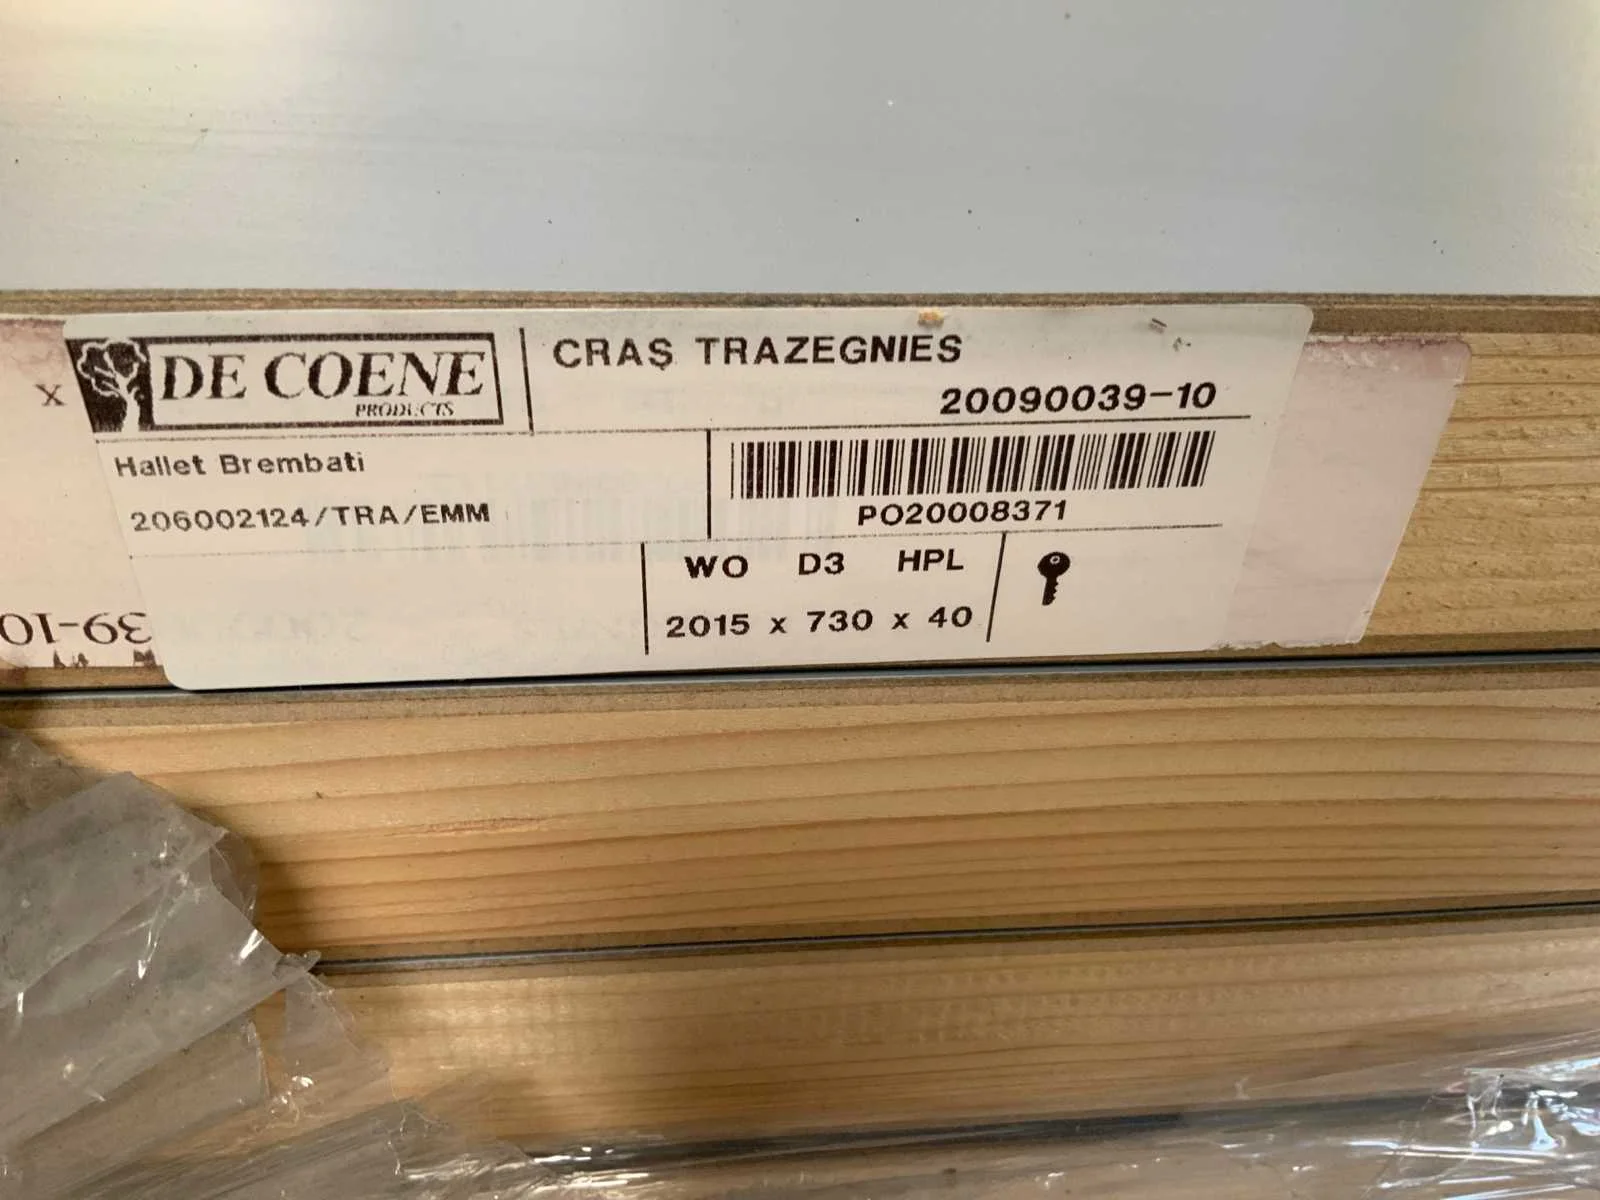 x
DE COENE
PRODUCTS
CRAS TRAZEGNIES
20090039-10
Hallet Brembati
206002124/TRA/EMM
PO20008371
WO D3 HPL
2015 x 730 x 40
39-10